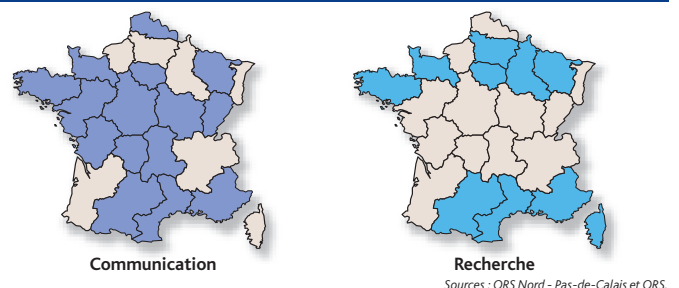 Communication
Recherche
Sources : ORS Nord - Pas-de-Calais et ORS.